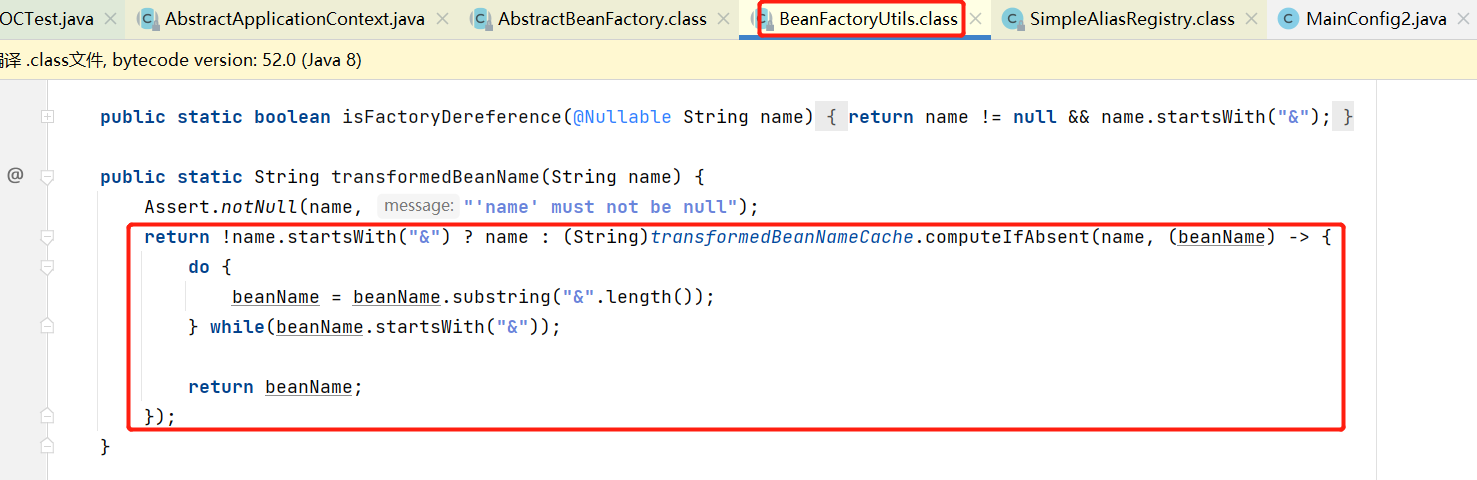 OCTest.java AbstractApplicationContext.java AbstractBeanFactory.class BeanFactoryUtils.class SimpleAliasRegistry.class MainConfig2.java
译 .class文件, bytecode version: 52.0 (Java 8)
public static boolean isFactoryDereference(@Nullable String name) { return name != null && name.startsWith("&"); }
@
public static String transformedBeanName(String name) {
Assert.notNull(name, message: "'name' must not be null");
return !name.startsWith("&") ? name : (String)transformedBeanNameCache.computeIfAbsent(name, (beanName) -> {
do {
beanName = beanName.substring("&".length());
} while(beanName.startsWith("&"));
return beanName;
});
}